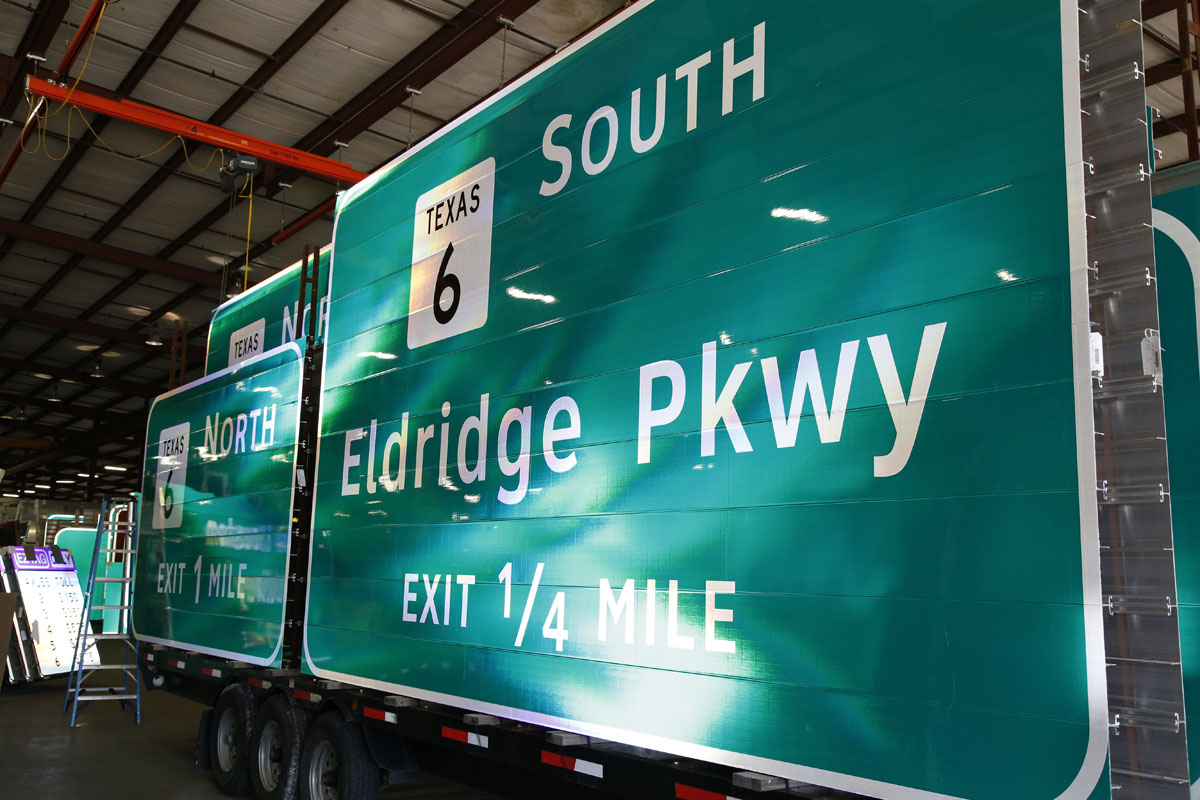 SOUTH
TEXAS
6
Eldridge Pkwy
EXIT 1/4 MILE
TEXAS
NORTH
TEXAS
6
EXIT 1 MILE